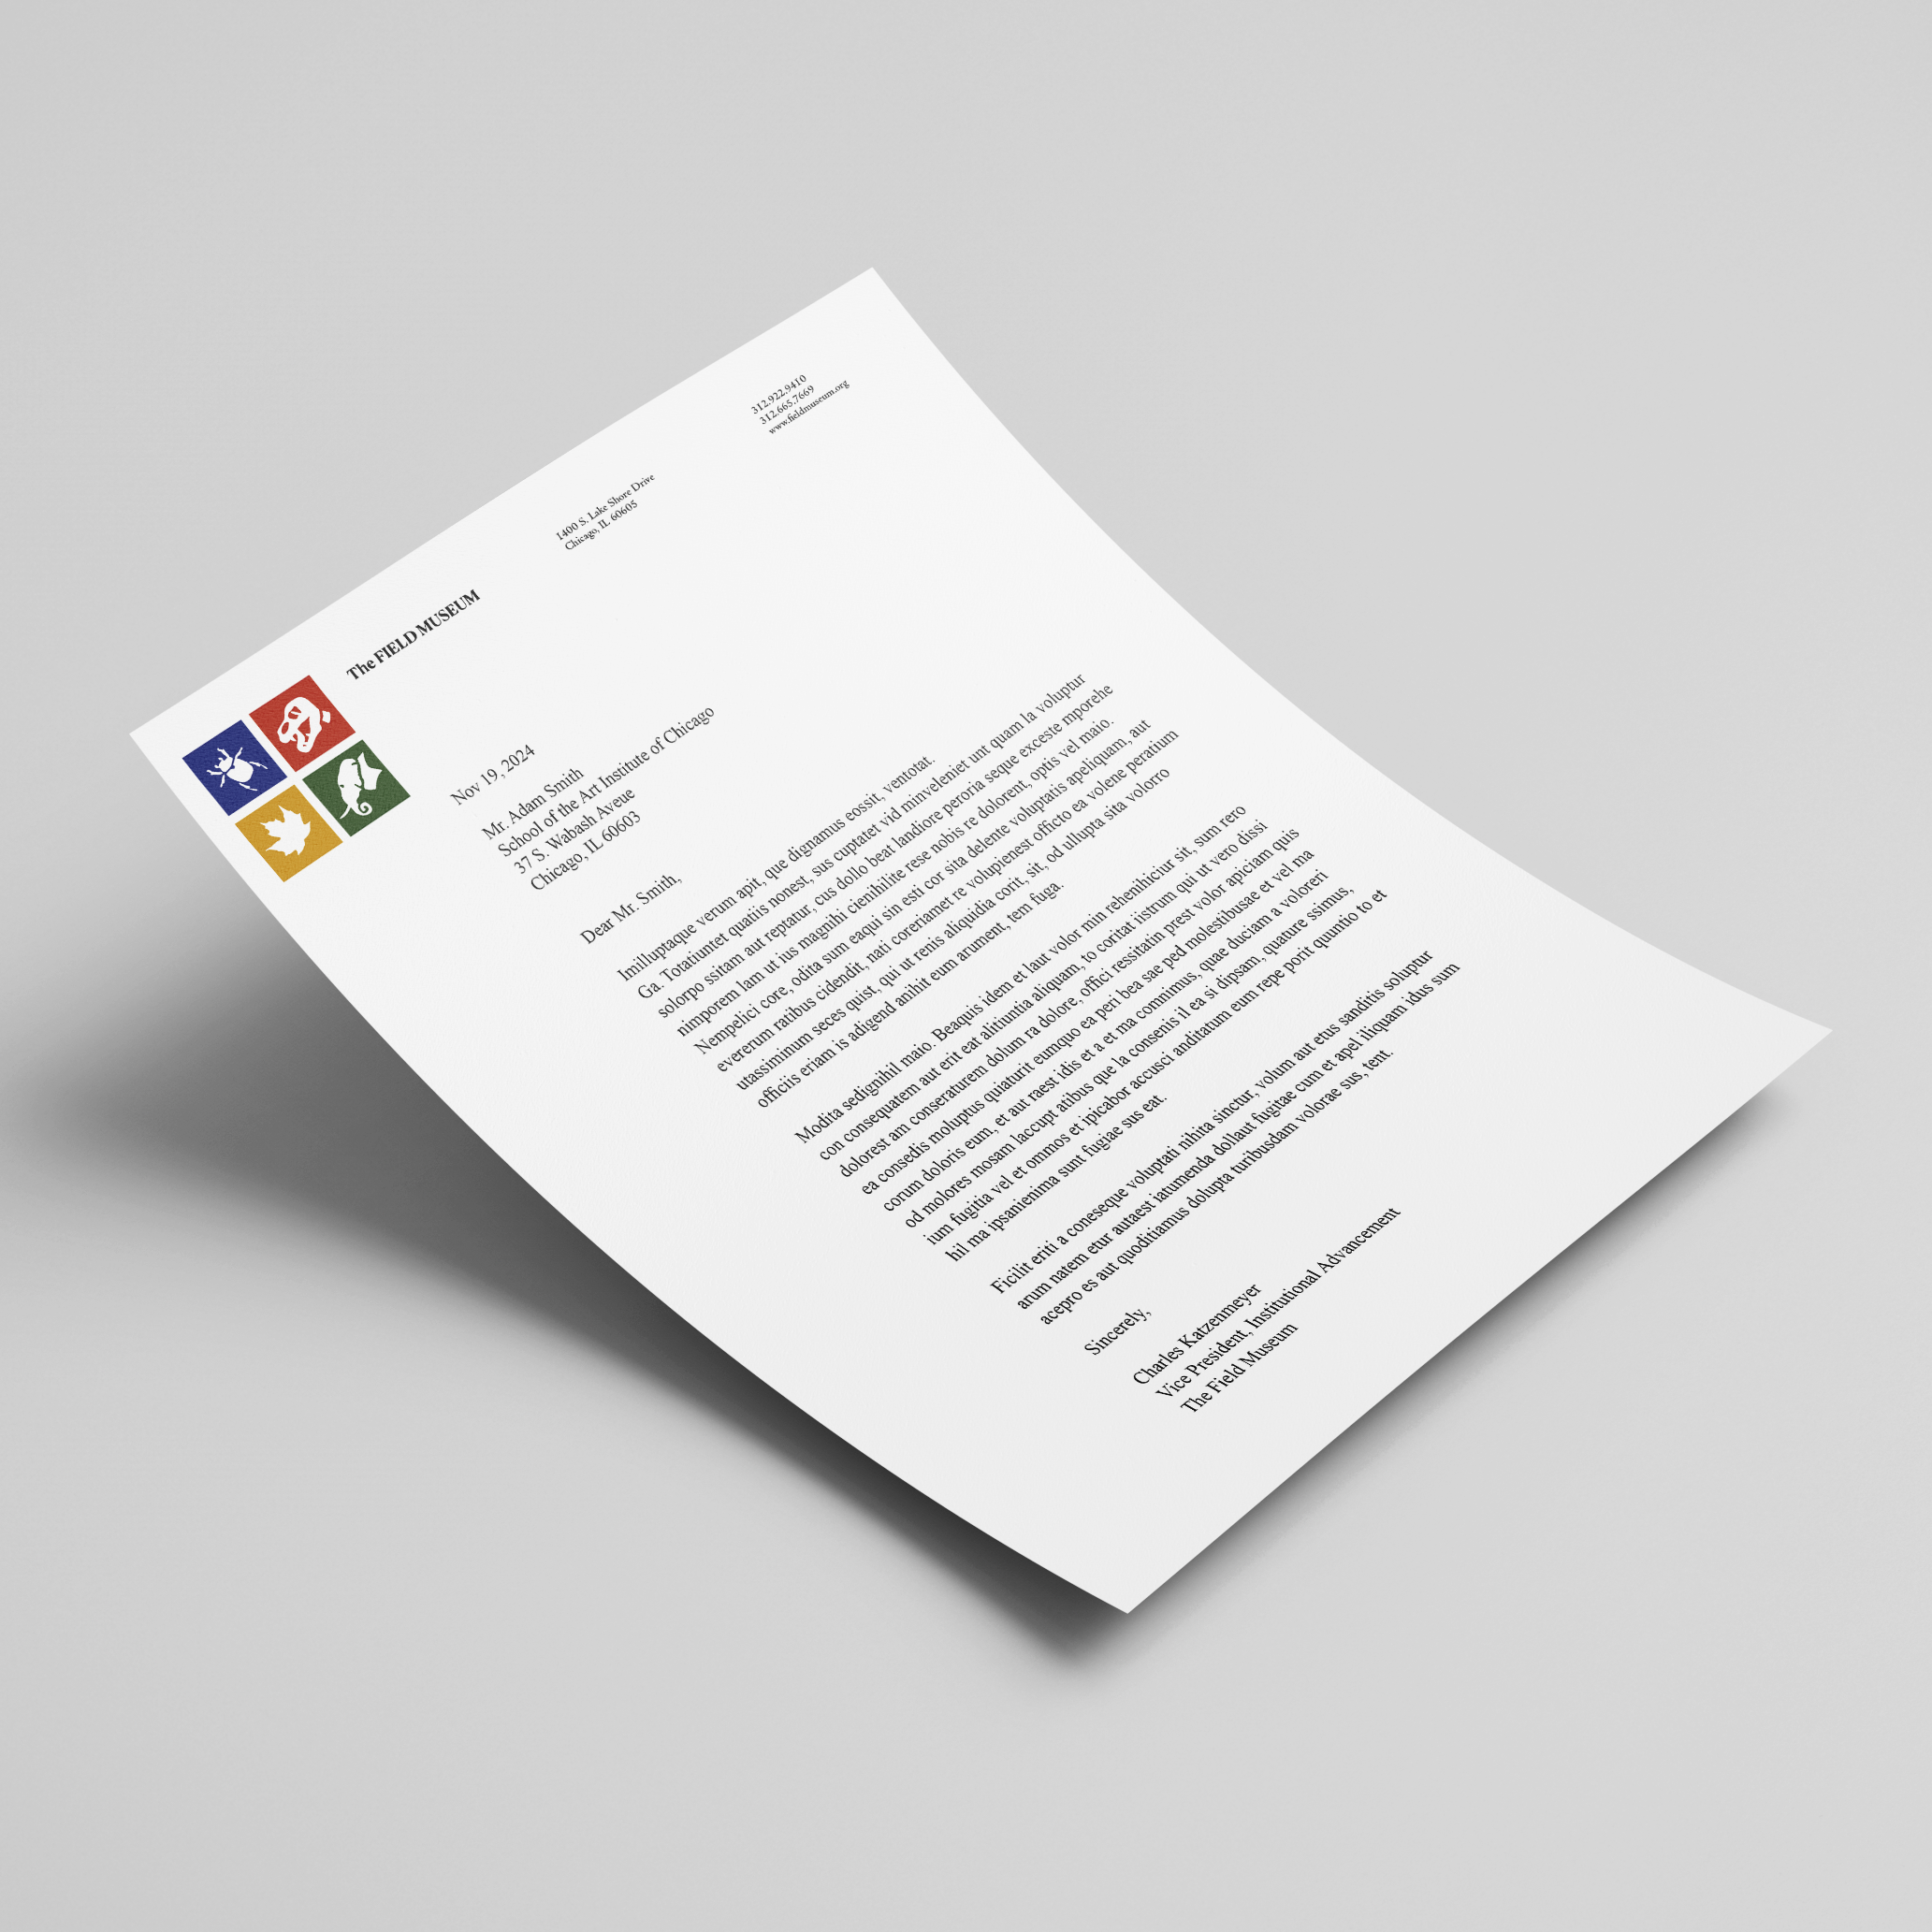 The FIELD MUSEUM
1400 S. Lake Shore Drive
Chicago, IL 60605
312.922.9410
312.665.7669
www.fieldmuseum.org
Nov 19, 2024
Mr. Adam Smith
School of the Art Institute of Chicago
37 S. Wabash Aveue
Chicago, IL 60603
Dear Mr. Smith,
Imilluptaque verum apit, que dignamus eossit, ventotat.
Ga. Totatiuntet quatiis nonest, sus cuptatet vid minveleniet iunt quam la voluptur
solorpo ssitam aut reptatur, cus dollo beat landiore peroria seque exceste mporehe
nimporem lam ut ius magnihi cienihilite rese nobis re dolorent, optis vel maio.
Nempelici core, odita sum eaqui sin esti cor sita delente voluptatis apeliquam, aut
evererum ratibus cidendit, nati coreriamet re volupienest officto ea volene peratium
utassiminum seces quist, qui ut renis aliquidia corit, sit, od ullupta sita volorro
officiis eriam is adigend anihit eum arument, tem fuga.
Modita sedignihil maio. Beaquis idem et laut volor min rehenihiciur sit, sum rero
con consequatem aut erit eat alitiuntia aliquam, to coritat iistrum qui ut vero dissi
dolorest am conseraturem dolum ra dolore, offici ressitatin prest volor apiciam quis
ea consedis moluptus quiaturit eumquo ea peri bea sae ped molestibusae et vel ma
corum doloris eum, et aut raest idis et a et ma comnimus, quae duciam a voloreri
od molores mosam laccupt atibus que la consenis il ea si dipsam, quature ssimus,
ium fugitia vel et ommos et ipicabor accusci anditatum eum repe porit quuntio to et
hil ma ipsanienima sunt fugiae sus eat.
Ficilit eriti a coneseque voluptati nihita sinctur, volum aut etus sanditis soluptur
arum natem etur autaest iatumenda dollaut fugitae cum et apel iliquam idus sum
acepro es aut quoditiamus dolupta turibusdam volorae sus, tent.
Sincerely,
Charles Katzenmeyer
Vice President, Institutional Advancement
The Field Museum